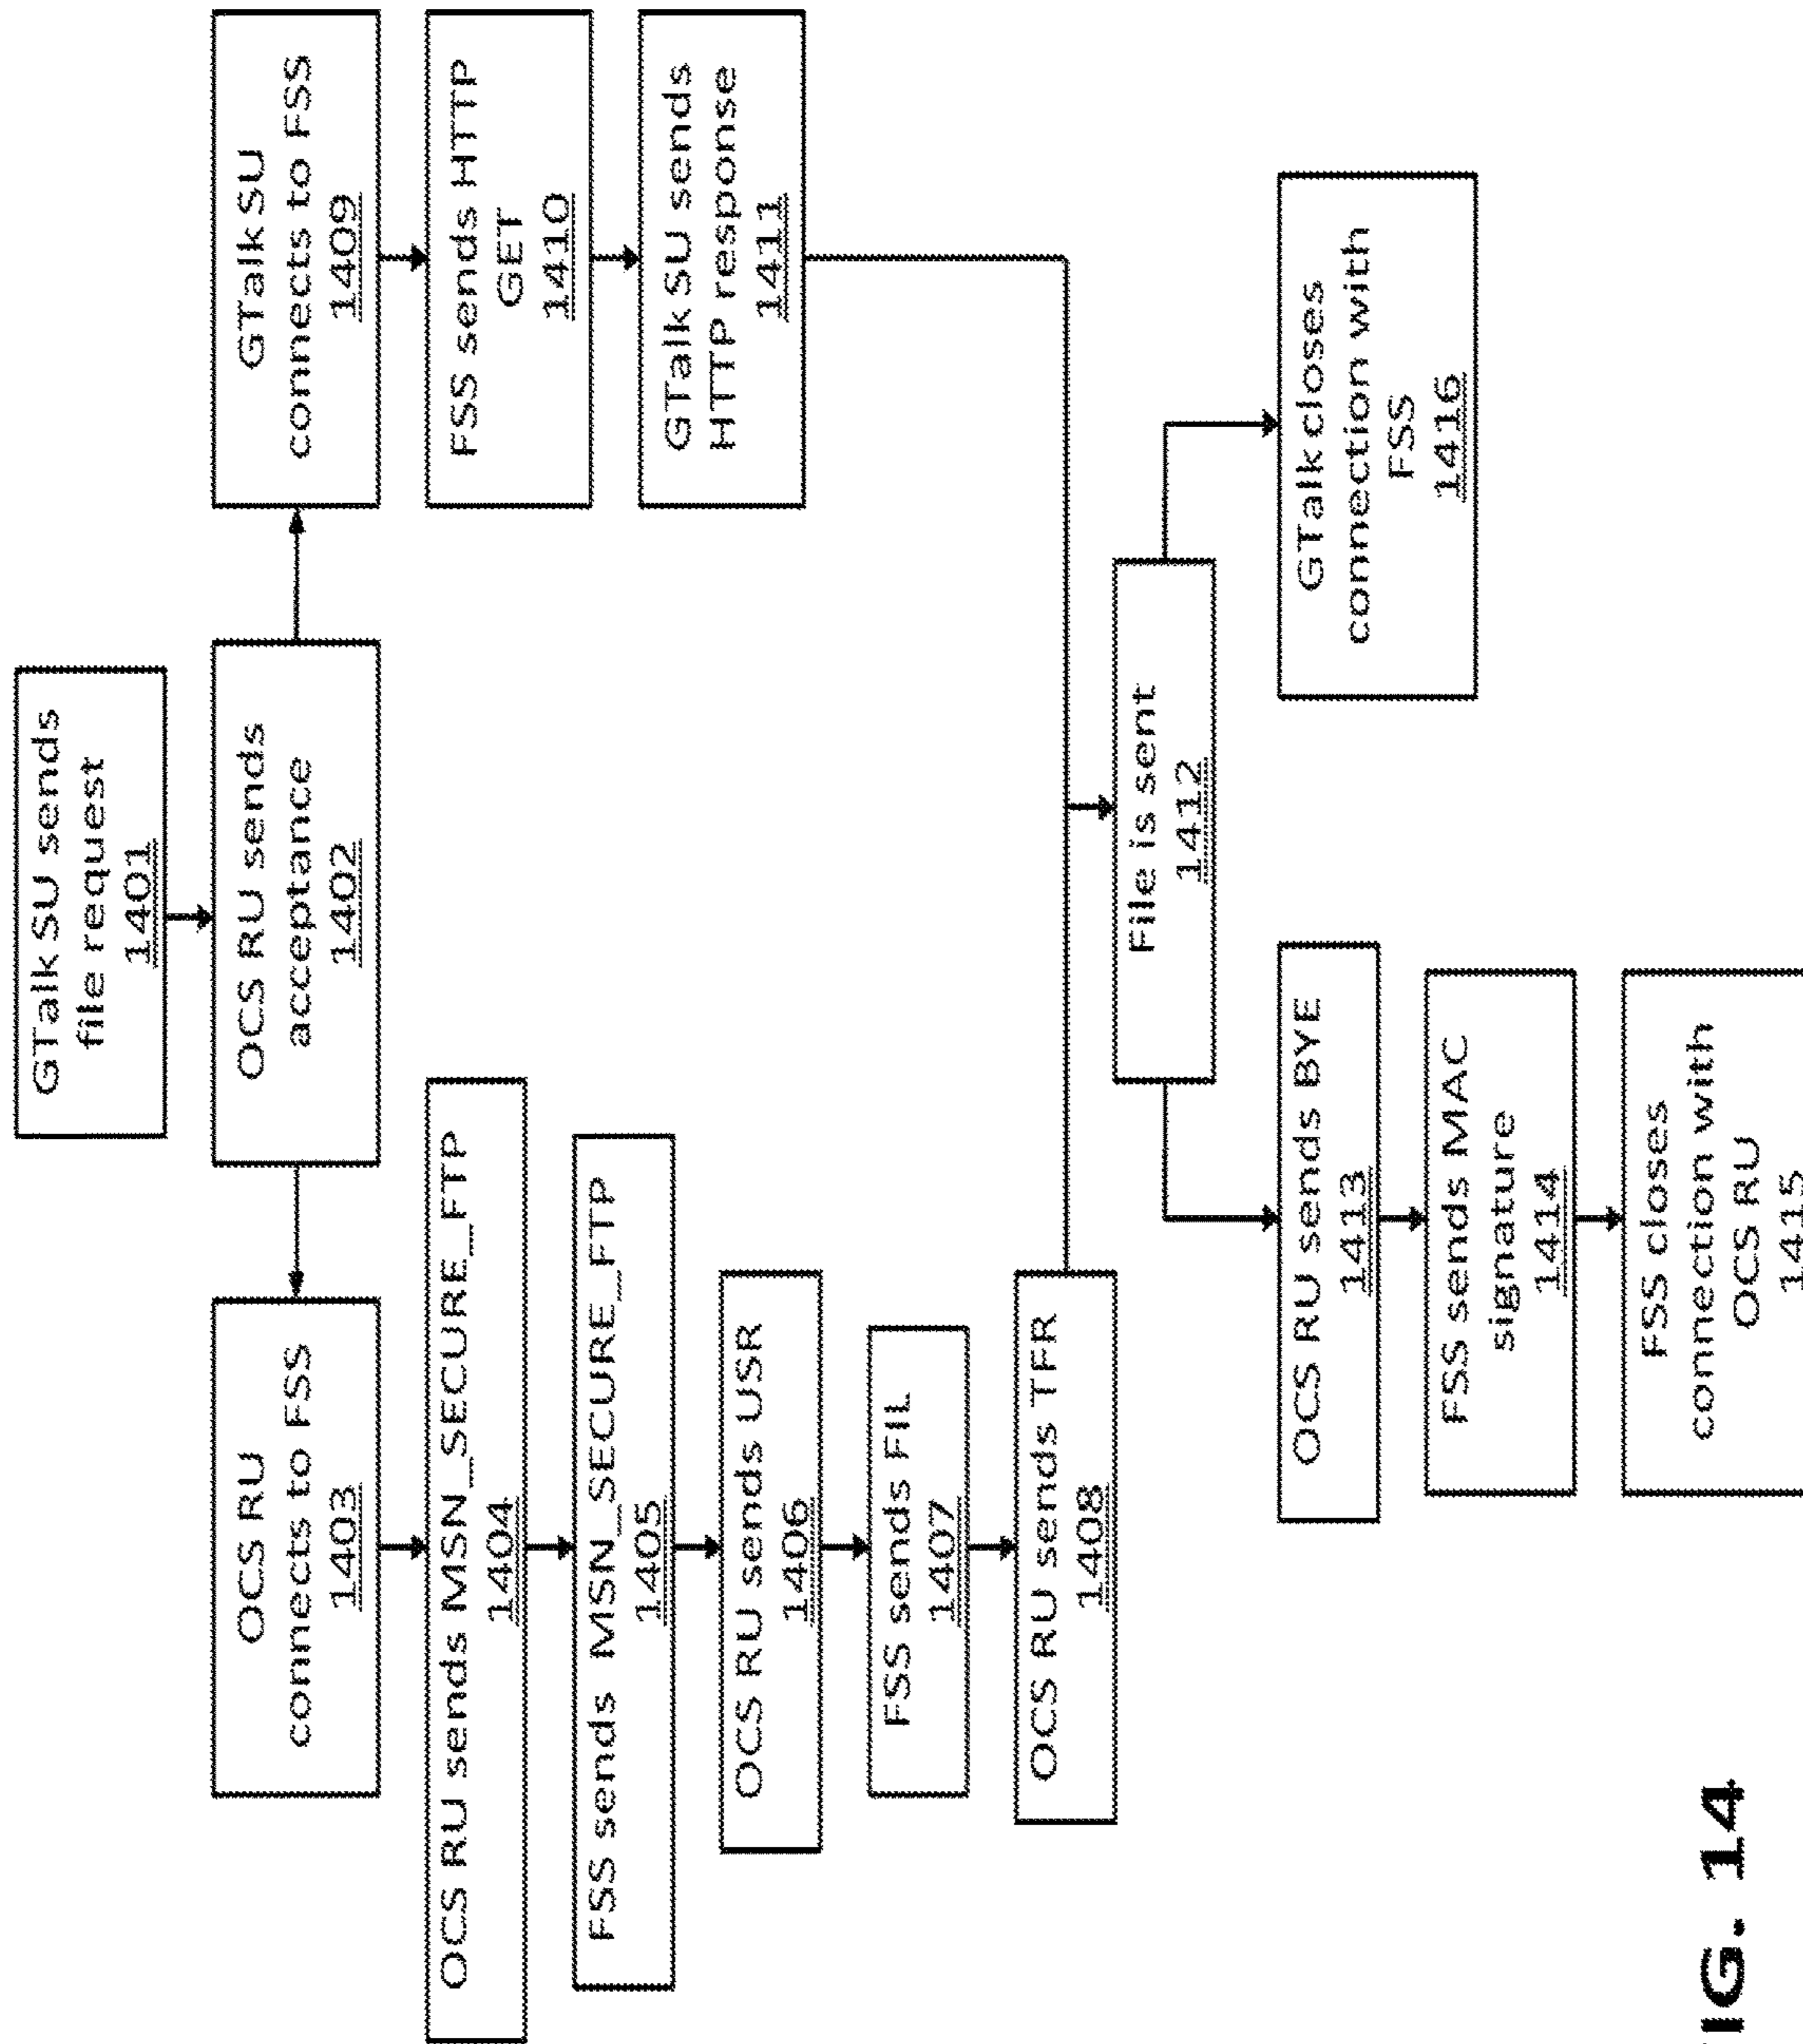 GTalk SU sends
file request
1401
OCS RU sends
acceptance
1402
OCS RU
connects to FSS
1403
OCS RU sends MSN_SECURE_FTP
1404
FSS sends MSN_SECURE_FTP
1405
OCS RU sends USR
1406
FSS sends FIL
1407
OCS RU sends TFR
1408
GTalk SU
connects to FSS
1409
FSS sends HTTP
GET
1410
GTalk SU sends
HTTP response
1411
File is sent
1412
OCS RU sends BYE
1413
FSS sends MAC
signature
1414
FSS closes
connection with
OCS RU
1415
GTalk closes
connection with
FSS
1416
IG. 14